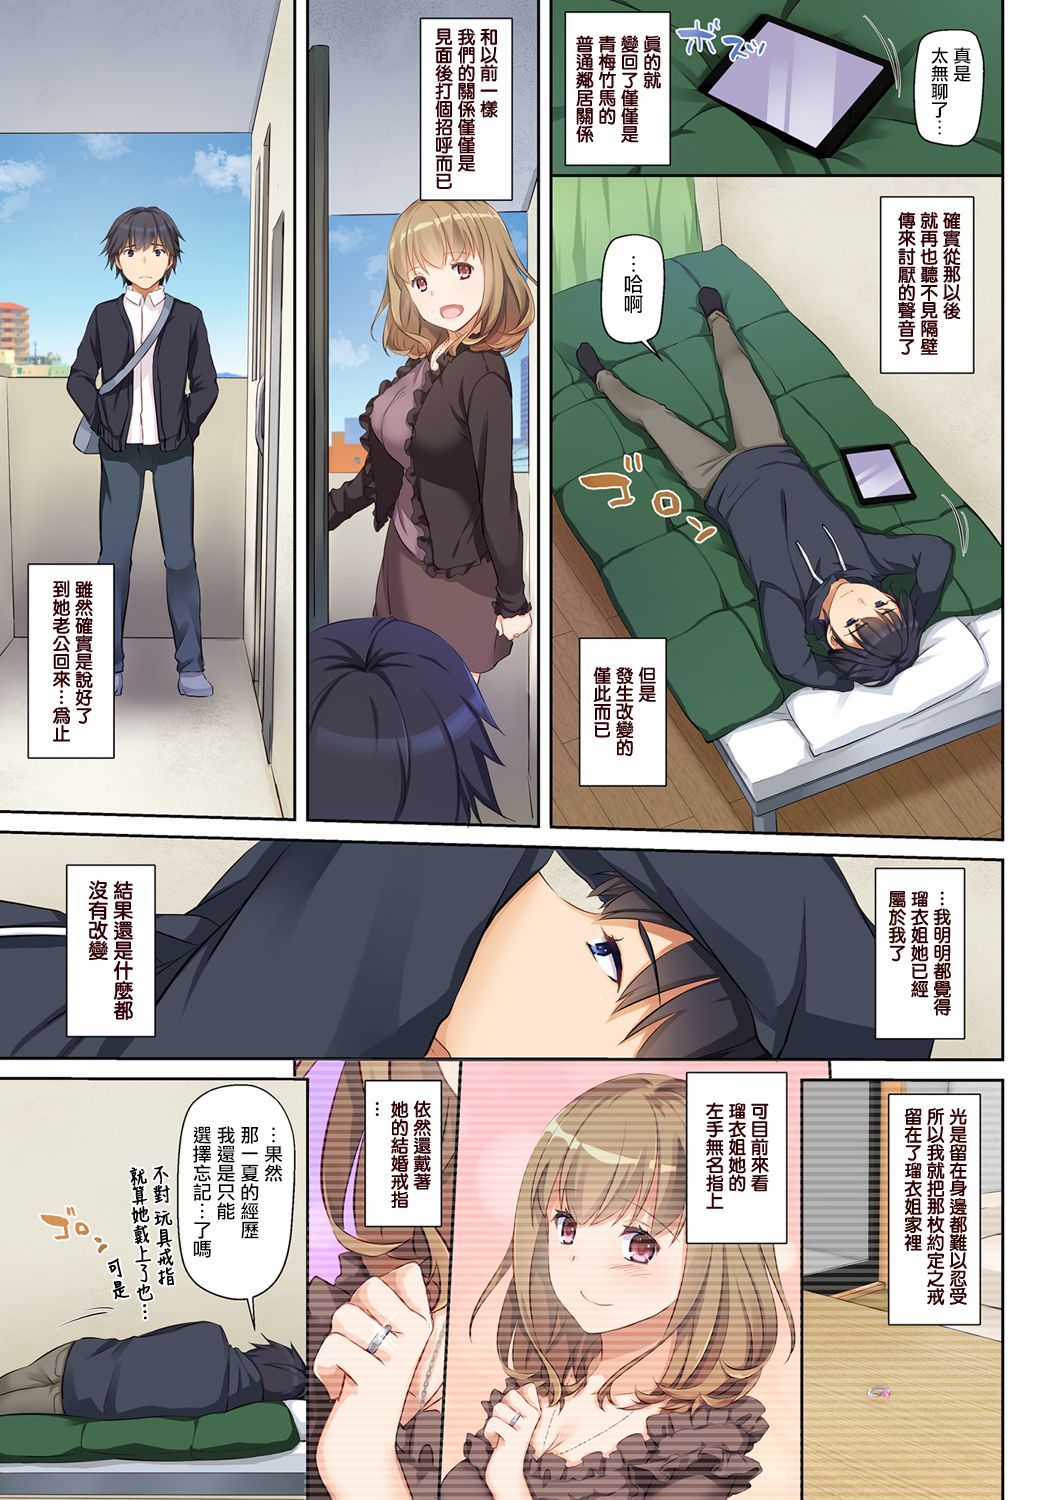 真是
太無聊了…
ボズッ
真的就
變回了僅僅是
青梅竹馬的
普通鄰居關係
確實從那以後
就再也聽不見隔壁
傳來討厭的聲音了
…哈啊
ゴロン
但是
發生改變的
僅此而已
和以前一樣
我們的關係僅僅是
見面後打個招呼而已
雖然確實是說好了
到她老公回來…為止
…我明明都覺得
瑠衣姐她已經
屬於我了
結果還是什麼都
沒有改變
光是留在身邊都難以忍受
所以我就把那枚約定之戒
留在了瑠衣姐家裡
可目前來看
瑠衣姐她的
左手無名指上
依然還戴著
她的結婚戒指
…
…果然
那一夏的經歷
我還是只能
選擇忘記…了嗎
不對 玩具戒指
就算她戴上了也…
可是
ゴロン